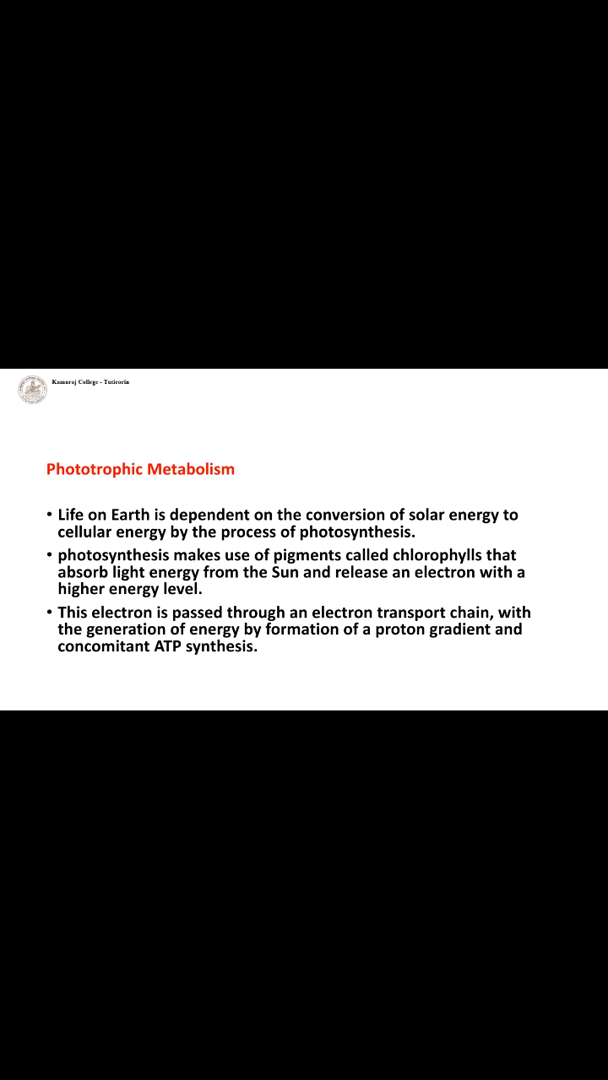 Kamaraj College - Tuticorin
Phototrophic Metabolism
• Life on Earth is dependent on the conversion of solar energy to
cellular energy by the process of photosynthesis.
• photosynthesis makes use of pigments called chlorophylls that
absorb light energy from the Sun and release an electron with a
higher energy level.
• This electron is passed through an electron transport chain, with
the generation of energy by formation of a proton gradient and
concomitant ATP synthesis.